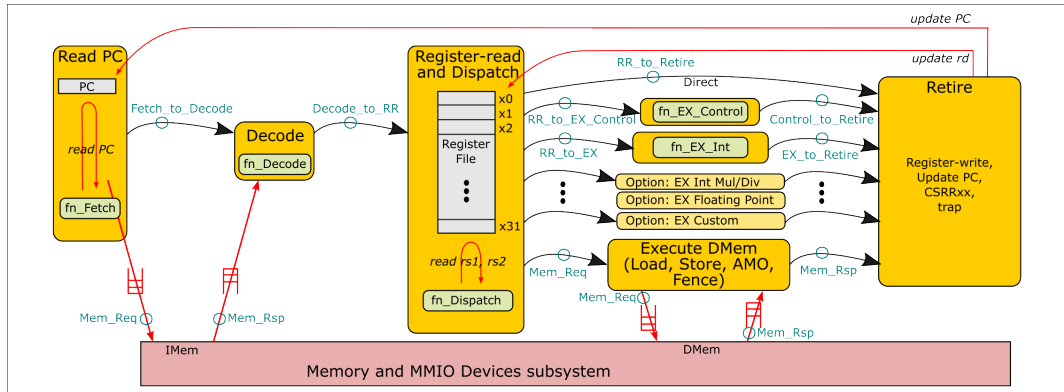 update PC
update rd
Read PC
PC
read PC
fn_Fetch
Fetch_to_Decode
Decode
fn_Decode
Decode_to_RR
Register-read
and Dispatch
x0
x1
x2
Register
File
x31
read rs1, rs2
fn_Dispatch
RR_to_Retire
Direct
RR_to_EX_Control
fn_EX_Control
Control_to_Retire
RR_to_EX
fn_EX_Int
EX_to_Retire
Option: EX Int Mul/Div
Option: EX Floating Point
Option: EX Custom
Mem_Req
Execute DMem
(Load, Store, AMO,
Fence)
Mem_Rsp
Retire
Register-write,
Update PC,
CSRRxx,
trap
Mem_Req
Mem_Rsp
Mem_Req
Mem_Rsp
IMem
DMem
Memory and MMIO Devices subsystem